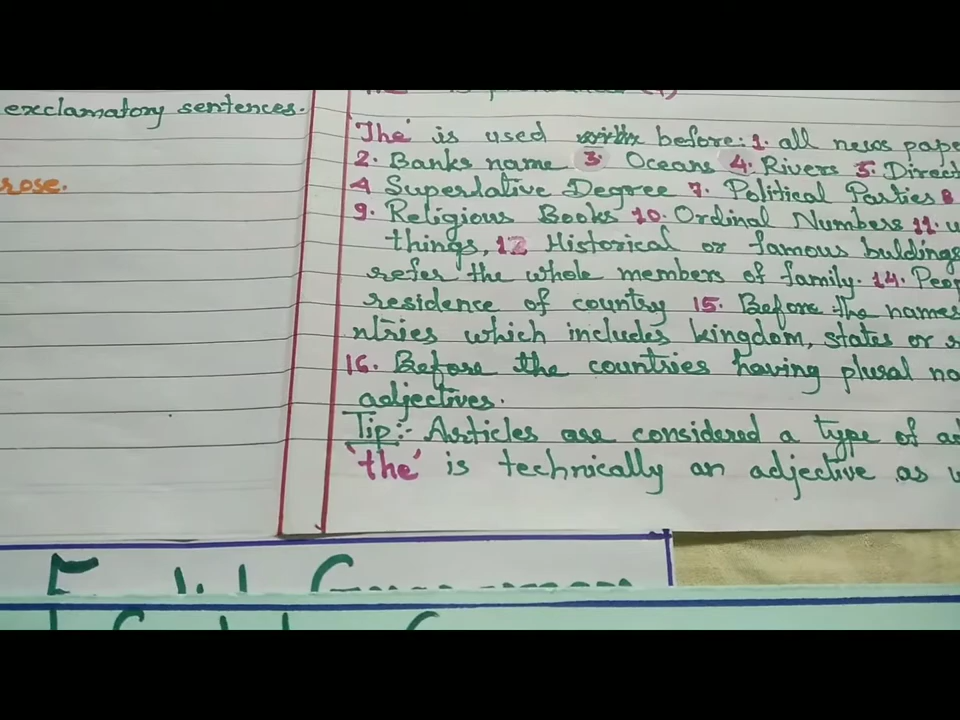 exclamatory sentences.
rose.
'The' is used before: 1. all news pape
2. Banks name 3. Oceans 4. Rivers 5. Direct
4 Superlative Degree 7. Political Parties 8
9. Religious Books 10. Ordinal Numbers 11. u
things, 12 Historical or famous buldings
refer the whole members of family. 14. Peop
residence of country 15. Before the names
ntries which includes kingdom, states or r
16. Before the countries having plural no
adjectives.
Tip:- Articles are considered a type of ad
'the' is technically an adjective as w